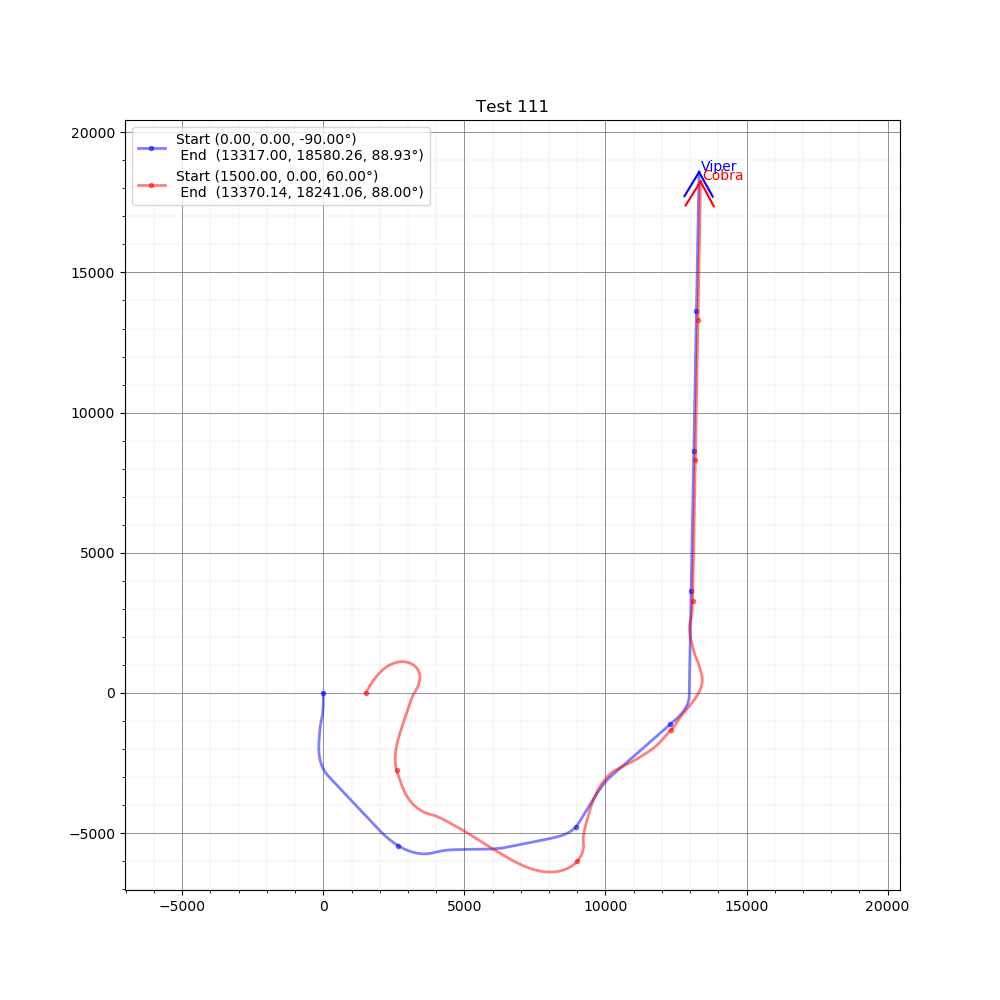 Test 111
Start (0.00, 0.00, -90.00°)
End (13317.00, 18580.26, 88.93°)
Start (1500.00, 0.00, 60.00°)
End (13370.14, 18241.06, 88.00°)
Viper
Cobra
20000
15000
10000
5000
0
−5000
−5000
0
5000
10000
15000
20000